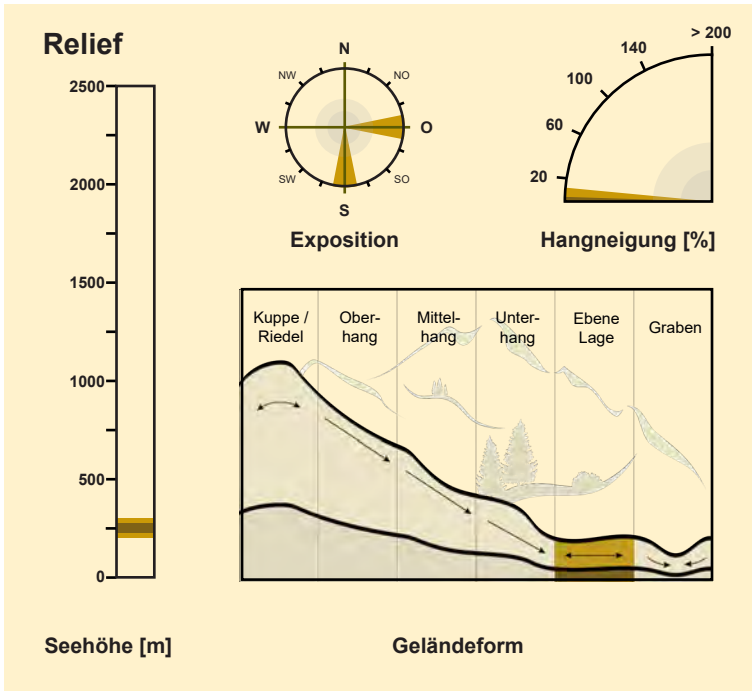 Relief
2500
2000
1500
1000
500
0
Seehöhe [m]
N
NW
NO
W
O
SW
SO
S
Exposition
> 200
140
100
60
20
Hangneigung [%]
Kuppe /
Riedel
Ober-
hang
Mittel-
hang
Unter-
hang
Ebene
Lage
Graben
Geländeform